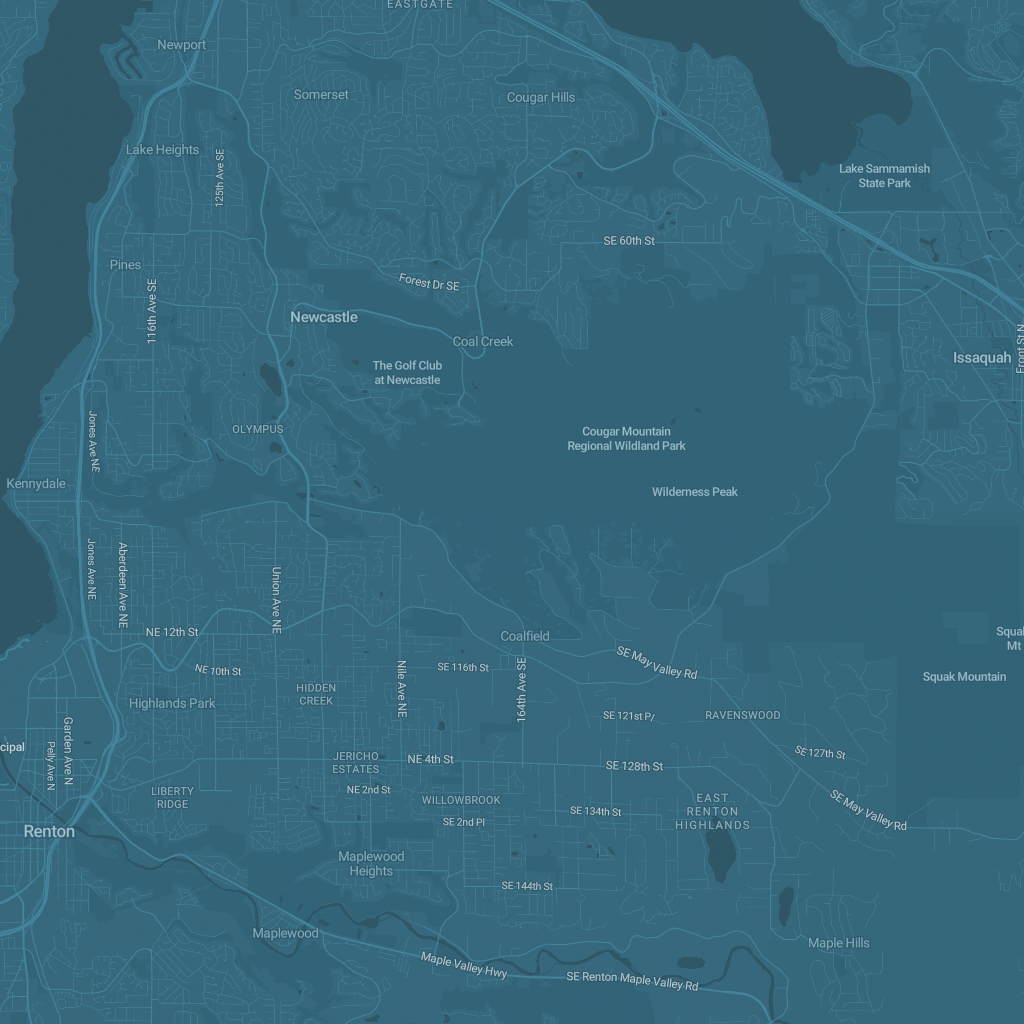 EASTGATE
Newport
Somerset
Cougar Hills
Lake Heights
125th Ave SE
Lake Sammamish
State Park
SE 60th St
Pines
Forest Dr SE
116th Ave SE
Newcastle
Coal Creek
Front St N
Issaquah
The Golf Club
at Newcastle
Jones Ave NE
OLYMPUS
Cougar Mountain
Regional Wildland Park
Kennydale
Wilderness Peak
Jones Ave NE
Aberdeen Ave NE
Union Ave NE
NE 12th St
Coalfield
Squak
Mt
NE 10th St
SE 116th St
SE May Valley Rd
Squak Mountain
HIDDEN
CREEK
Nile Ave NE
164th Ave SE
Highlands Park
SE 121st Pl
RAVENSWOOD
Garden Ave N
Pelly Ave N
cipal
JERICHO
ESTATES
NE 4th St
SE 128th St
SE 127th St
LIBERTY
RIDGE
NE 2nd St
WILLOWBROOK
SE 134th St
EAST
RENTON
HIGHLANDS
SE May Valley Rd
Renton
SE 2nd Pl
Maplewood
Heights
SE 144th St
Maplewood
Maple Hills
Maple Valley Hwy
SE Renton Maple Valley Rd